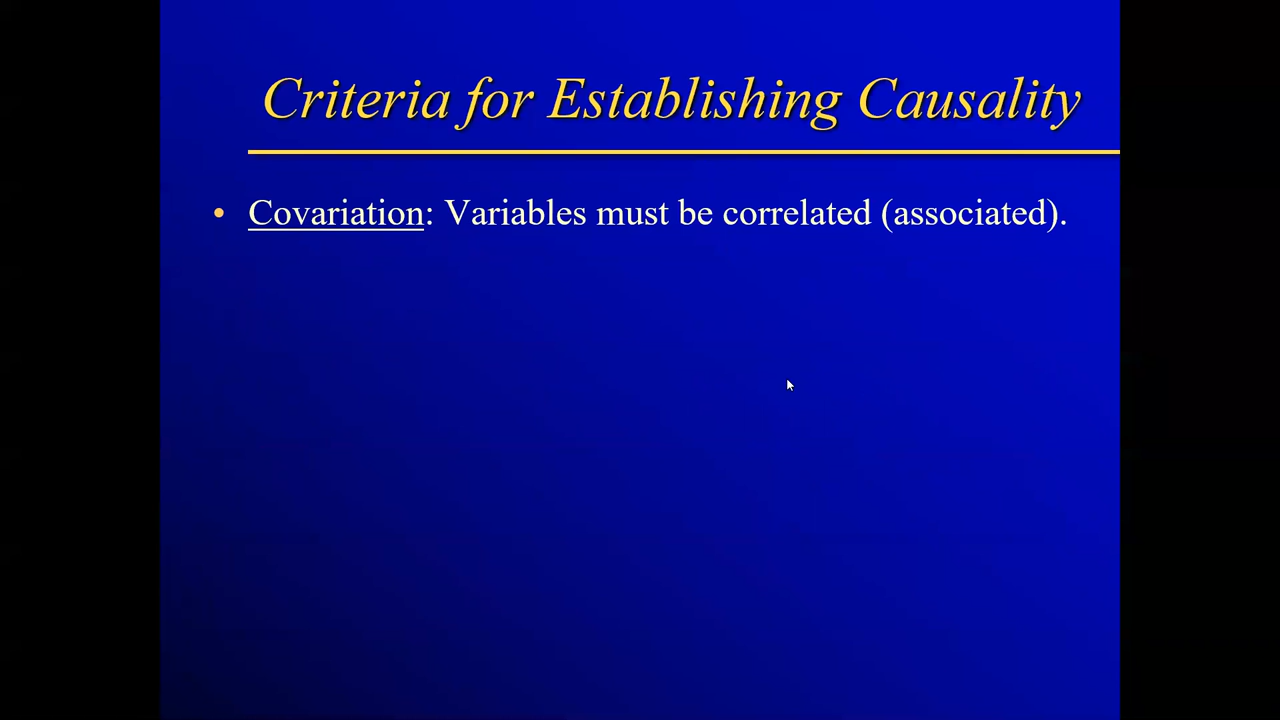 Criteria for Establishing Causality
• Covariation: Variables must be correlated (associated).